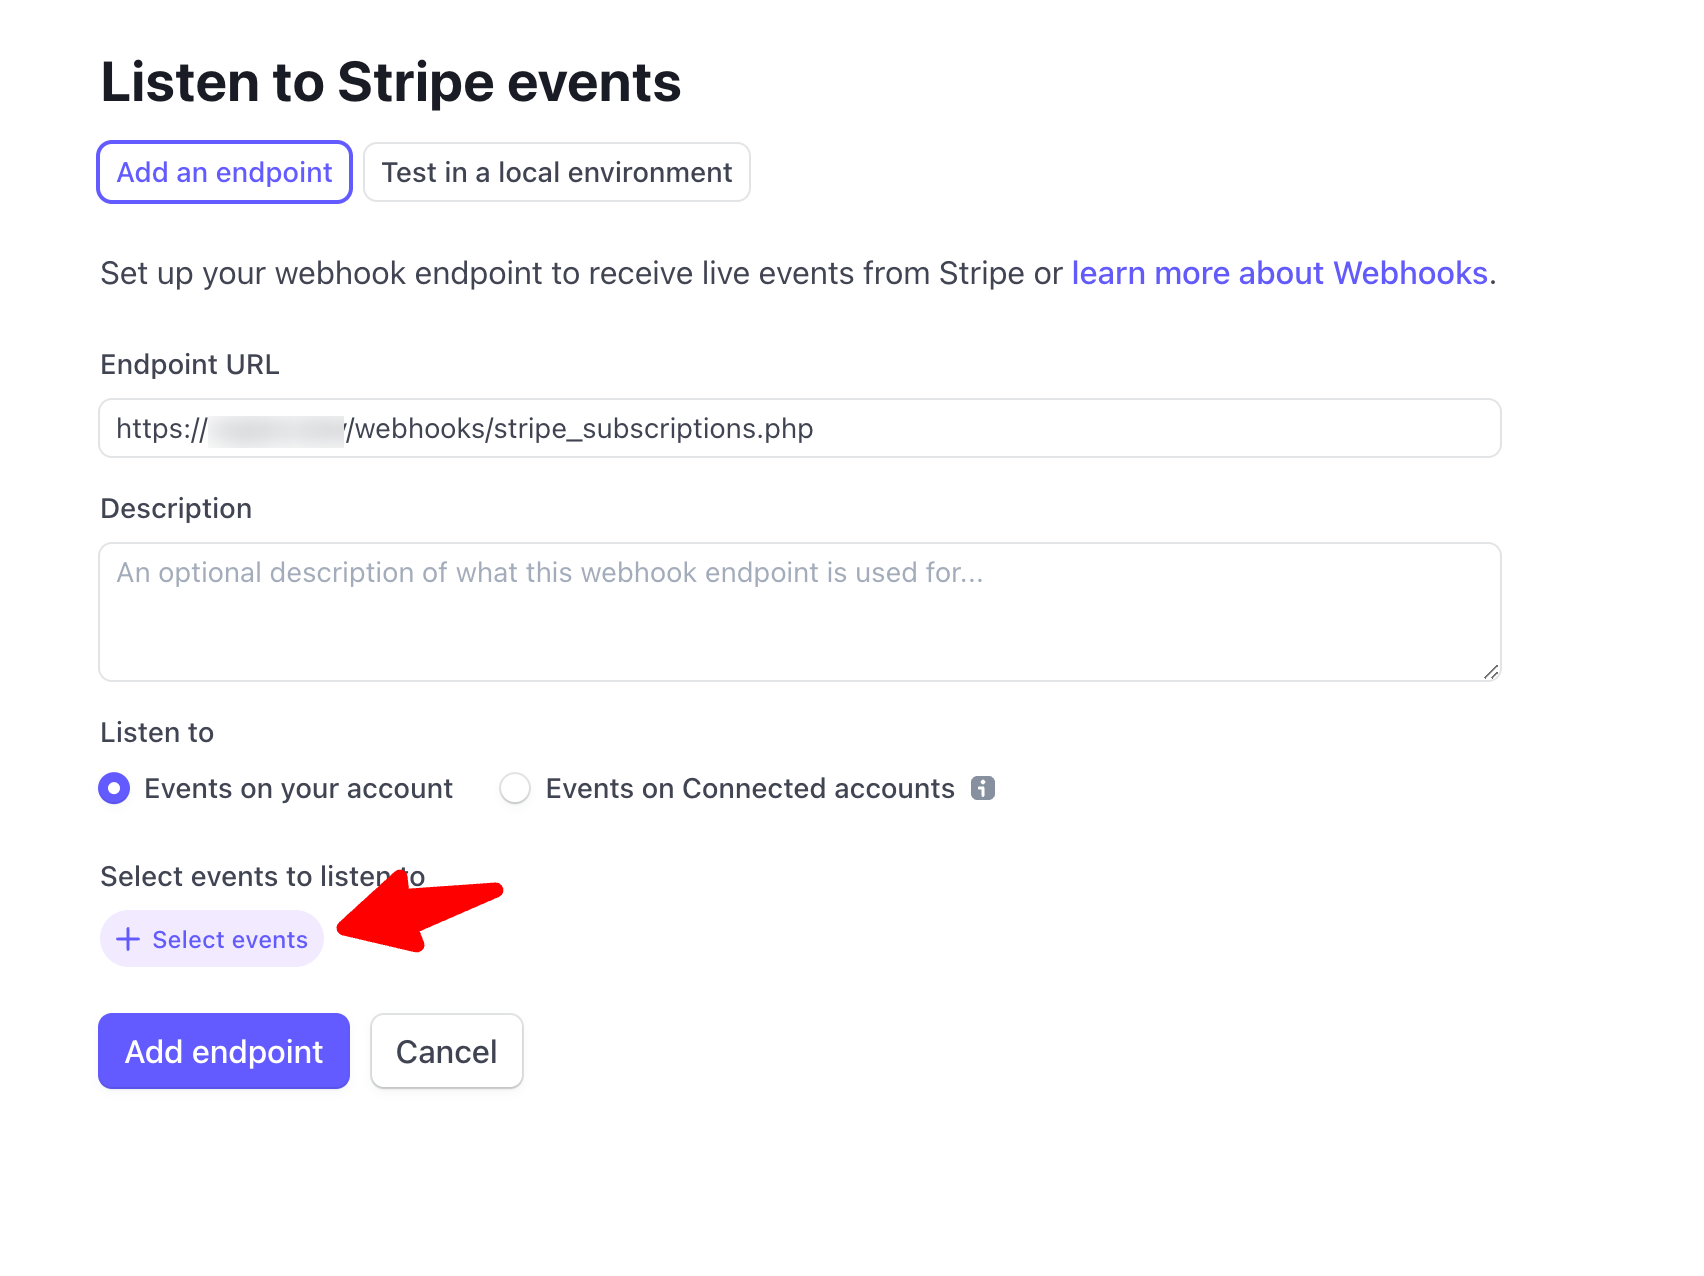 Listen to Stripe events
Add an endpoint
Test in a local environment
Set up your webhook endpoint to receive live events from Stripe or learn more about Webhooks.
Endpoint URL
https:// /webhooks/stripe_subscriptions.php
Description
An optional description of what this webhook endpoint is used for...
Listen to
Events on your account
Events on Connected accounts
Select events to listen to
Select events
Add endpoint
Cancel